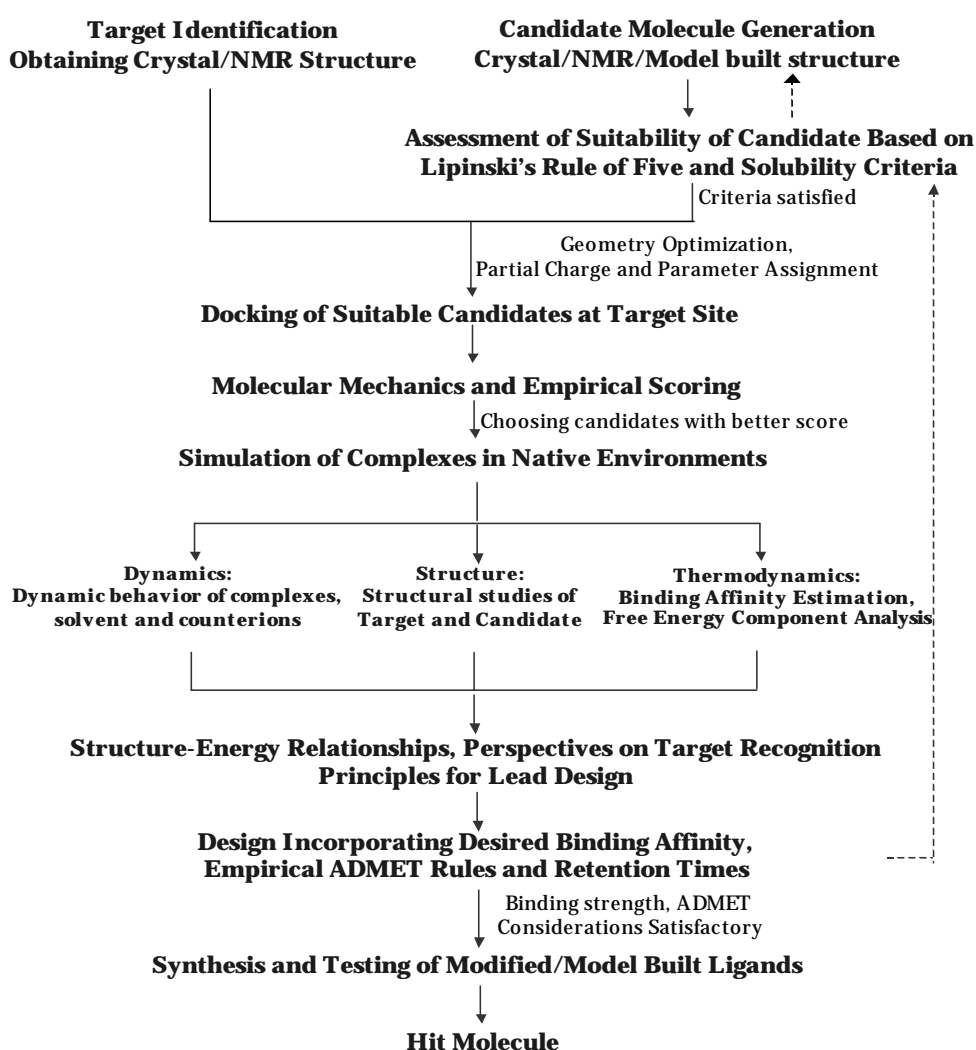 Target Identification
Obtaining Crystal/NMR Structure
Candidate Molecule Generation
Crystal/NMR/Model built structure
Assessment of Suitability of Candidate Based on
Lipinski's Rule of Five and Solubility Criteria
Criteria satisfied
Geometry Optimization,
Partial Charge and Parameter Assignment
Docking of Suitable Candidates at Target Site
Molecular Mechanics and Empirical Scoring
Choosing candidates with better score
Simulation of Complexes in Native Environments
Dynamics:
Dynamic behavior of complexes,
solvent and counterions
Structure:
Structural studies of
Target and Candidate
Thermodynamics:
Binding Affinity Estimation,
Free Energy Component Analysis
Structure-Energy Relationships, Perspectives on Target Recognition
Principles for Lead Design
Design Incorporating Desired Binding Affinity,
Empirical ADMET Rules and Retention Times
Binding strength, ADMET
Considerations Satisfactory
Synthesis and Testing of Modified/Model Built Ligands
Hit Molecule